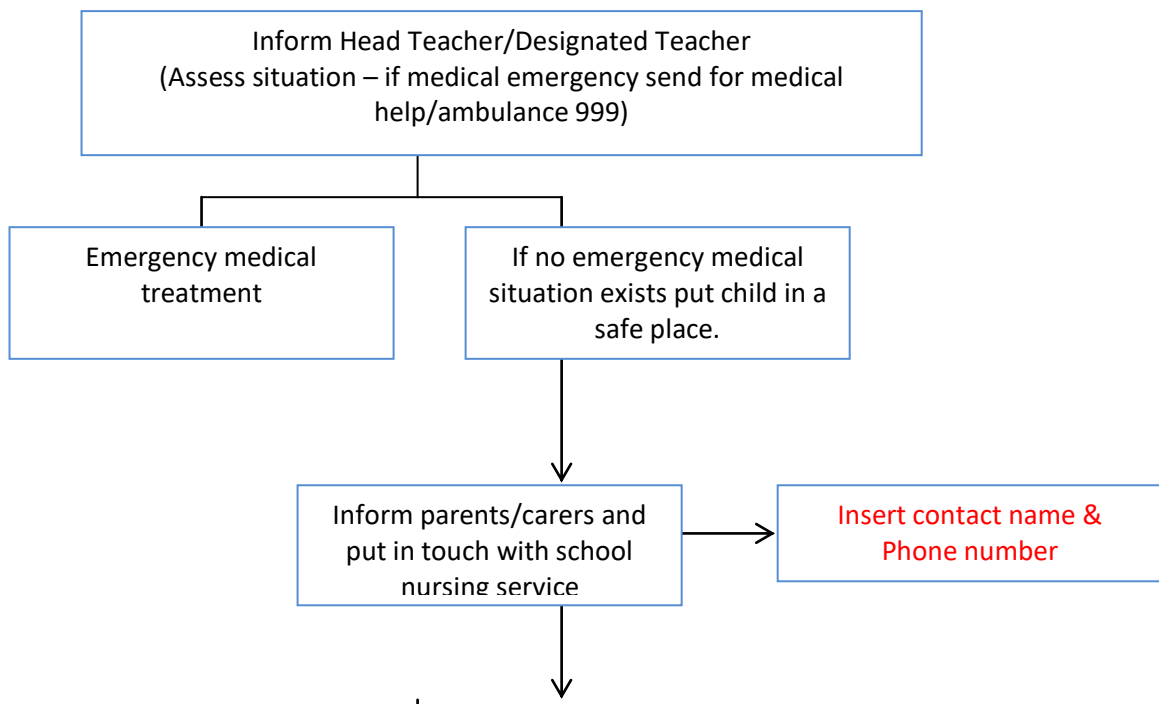 Inform Head Teacher/Designated Teacher
(Assess situation – if medical emergency send for medical
help/ambulance 999)
Emergency medical
treatment
If no emergency medical
situation exists put child in a
safe place.
Inform parents/carers and
put in touch with school
nursing service
Insert contact name &
Phone number